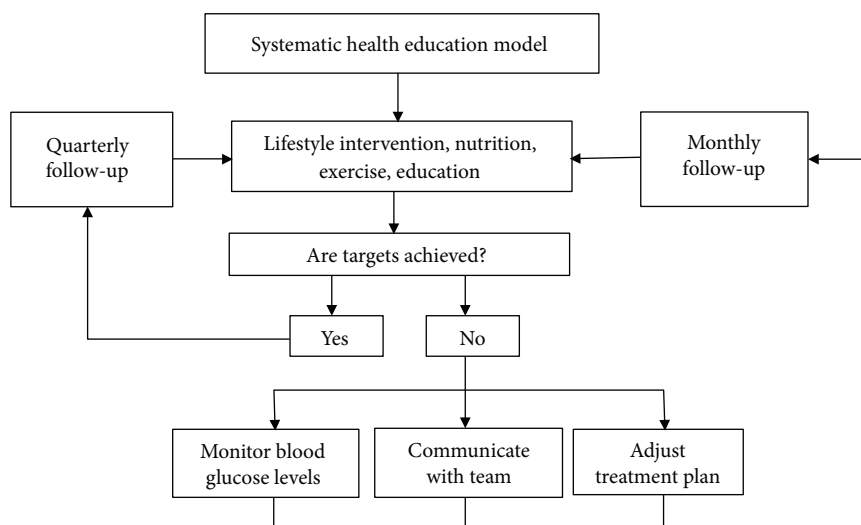 Systematic health education model
Quarterly
follow-up
Lifestyle intervention, nutrition,
exercise, education
Monthly
follow-up
Are targets achieved?
Yes
No
Monitor blood
glucose levels
Communicate
with team
Adjust
treatment plan